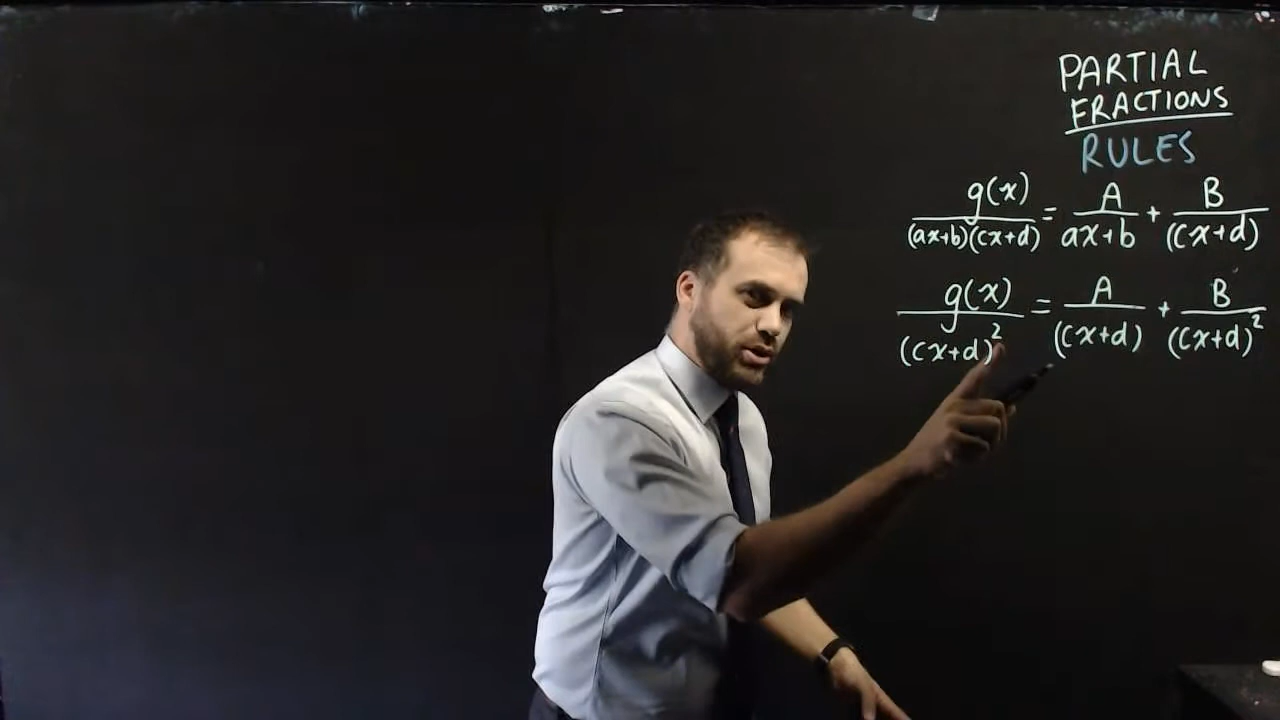 PARTIAL
FRACTIONS
RULES
g(x)/(ax+b)(cx+d) = A/ax+b + B/(cx+d)
g(x)/(cx+d)² = A/(cx+d) + B/(cx+d)²